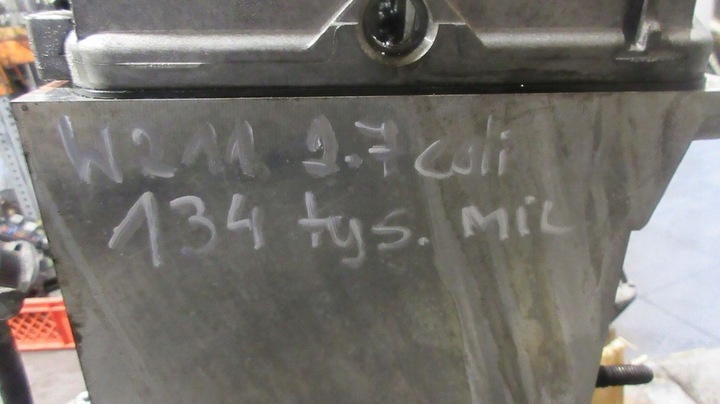 W211 2.7 cdi
134 tys. MiL